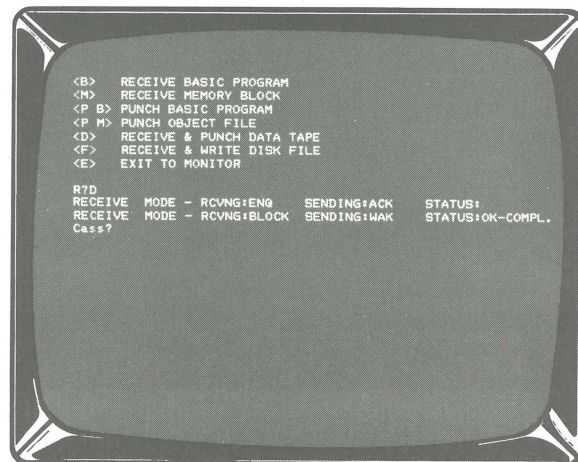 <B> RECEIVE BASIC PROGRAM
<M> RECEIVE MEMORY BLOCK
<P B> PUNCH BASIC PROGRAM
<P M> PUNCH OBJECT FILE
<D> RECEIVE & PUNCH DATA TAPE
<F> RECEIVE & WRITE DISK FILE
<E> EXIT TO MONITOR
R?D
RECEIVE MODE - RCVNG:ENQ SENDING:ACK STATUS:
RECEIVE MODE - RCVNG:BLOCK SENDING:WAK STATUS:OK-COMPL.
Cass?